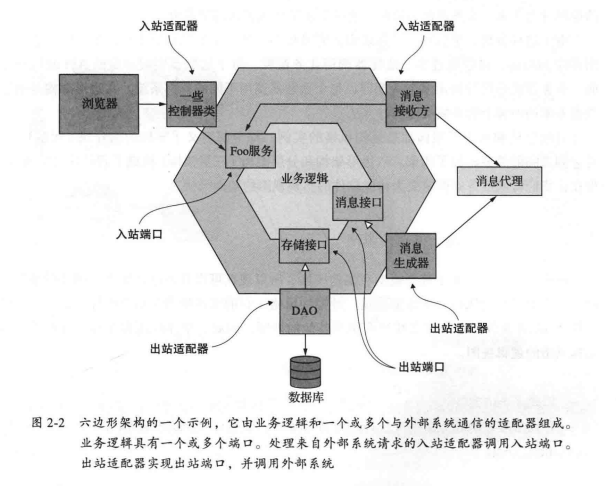 入站适配器
入站适配器
浏览器
一些
控制器类
消息
接收方
Foo服务
业务逻辑
消息代理
消息接口
入站端口
存储接口
消息
生成器
DAO
出站适配器
出站适配器
出站端口
数据库
图 2-2 六边形架构的一个示例，它由业务逻辑和一个或多个与外部系统通信的适配器组成。
业务逻辑具有一个或多个端口。处理来自外部系统请求的入站适配器调用入站端口。
出站适配器实现出站端口，并调用外部系统